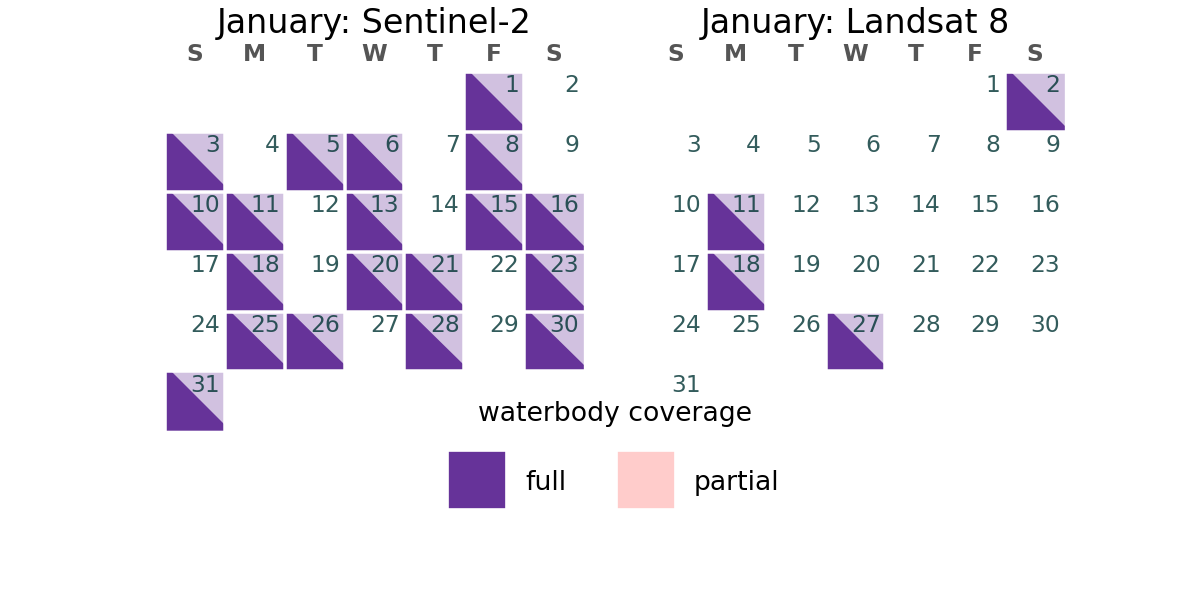 January: Sentinel-2
S M T W T F S
1 2
3 4 5 6 7 8 9
10 11 12 13 14 15 16
17 18 19 20 21 22 23
24 25 26 27 28 29 30
31
January: Landsat 8
S M T W T F S
1 2
3 4 5 6 7 8 9
10 11 12 13 14 15 16
17 18 19 20 21 22 23
24 25 26 27 28 29 30
31
waterbody coverage
full
partial